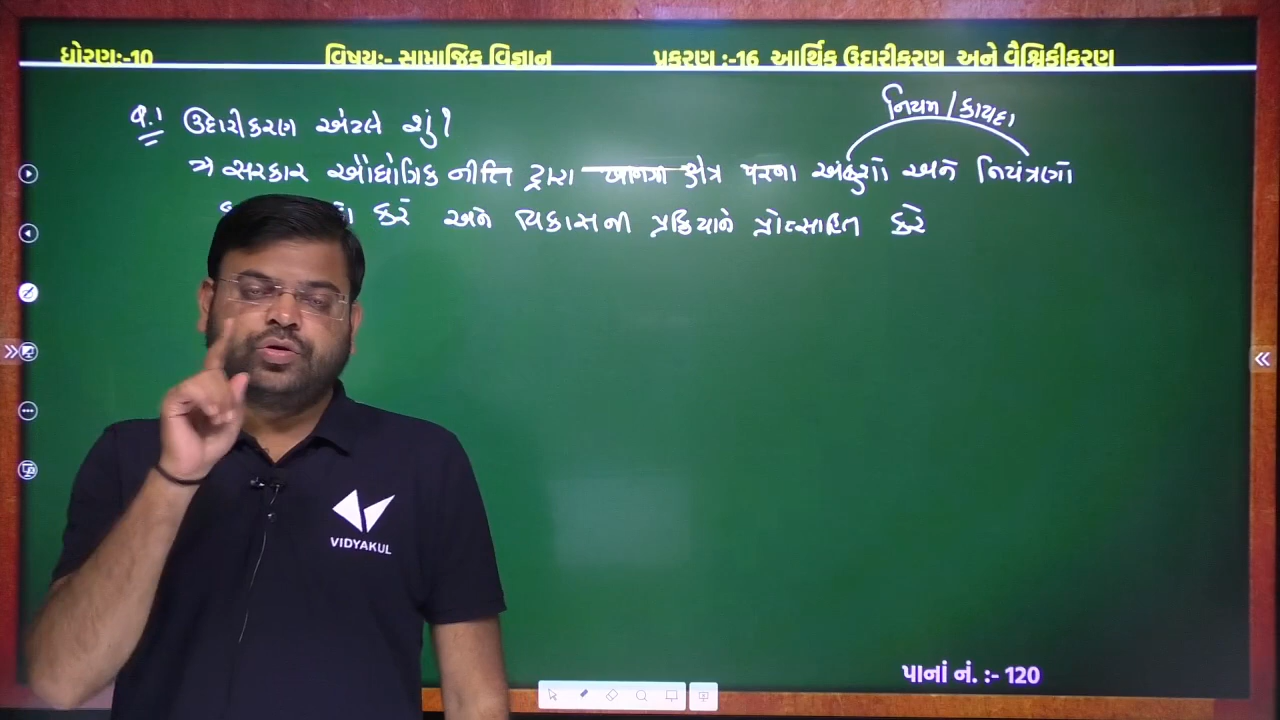 ધોરણ:-10 વિષય:- સામાજિક વિજ્ઞાન પ્રકરણ :-16 આર્થિક ઉદારીકરણ અને વૈશ્વિકીકરણ
નિયમ / કાયદા
Q.1 ઉદારીકરણ એટલે શું?
→ સરકાર ઔદ્યોગિક નીતિ દ્વારા ખાનગી ક્ષેત્ર પરના અંકુશો અને નિયંત્રણો
કરે અને વિકાસની પ્રક્રિયાને પ્રોત્સાહિત કરે
VIDYAKUL
પાનાં નં. :- 120